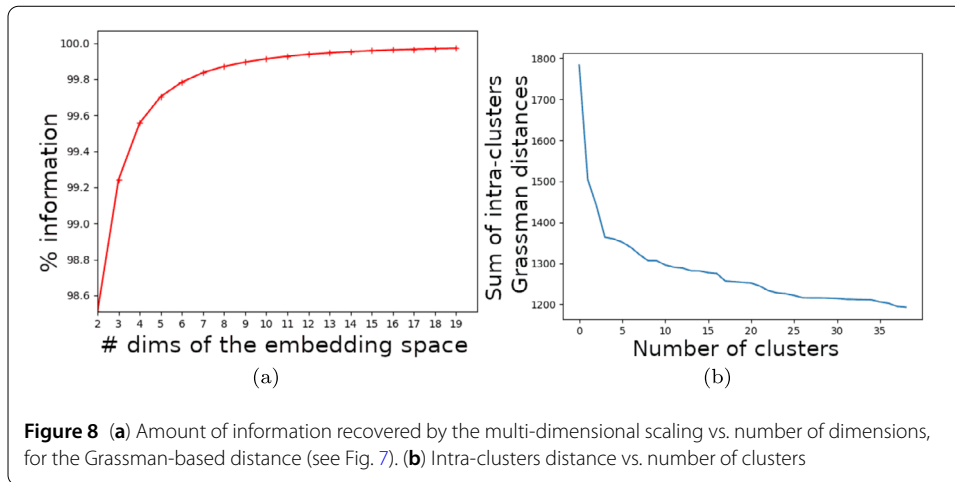 100.0
99.8
99.6
99.4
99.2
99.0
98.8
98.6
% information
2 3 4 5 6 7 8 9 10 11 12 13 14 15 16 17 18 19
# dims of the embedding space
(a)
Sum of intra-clusters
Grassman distances
1800
1700
1600
1500
1400
1300
1200
0 5 10 15 20 25 30 35
Number of clusters
(b)
Figure 8 (a) Amount of information recovered by the multi-dimensional scaling vs. number of dimensions,
for the Grassman-based distance (see Fig. 7). (b) Intra-clusters distance vs. number of clusters